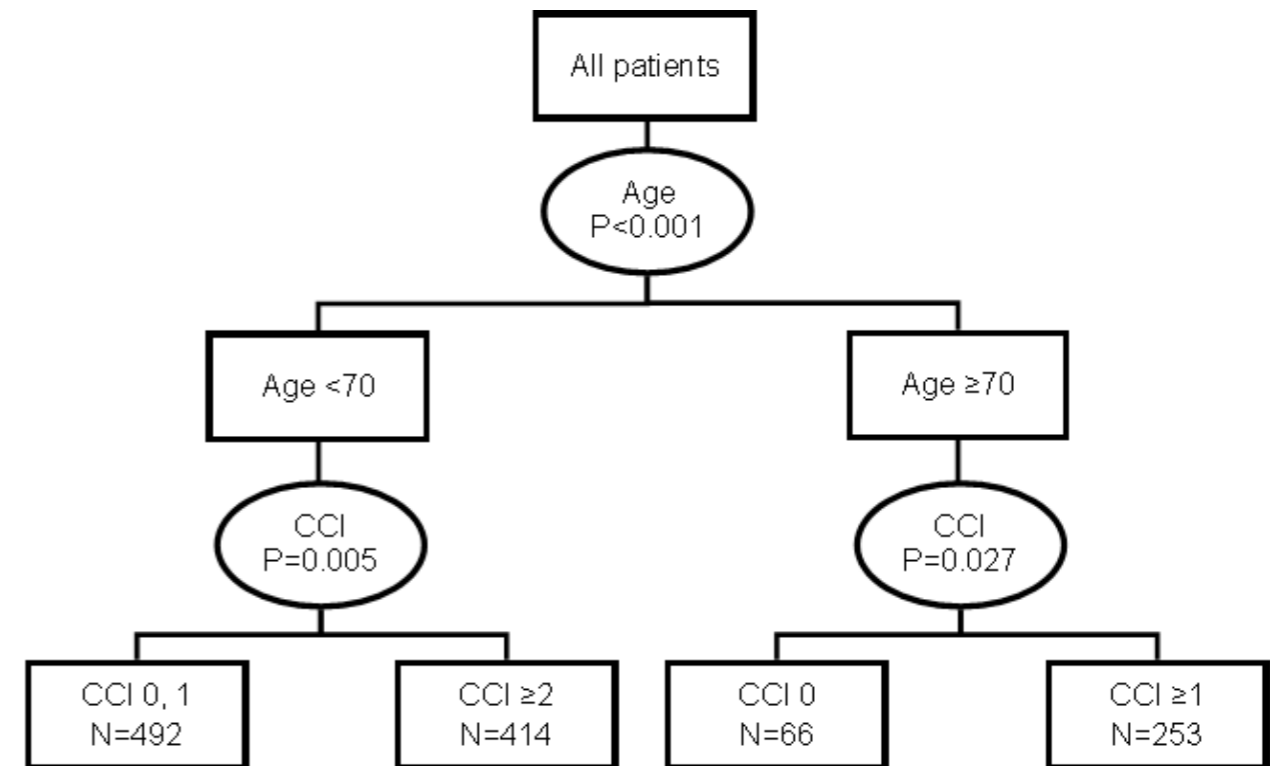 All patients
Age
P<0.001
Age <70
Age ≥70
CCI
P=0.005
CCI
P=0.027
CCI 0, 1
N=492
CCI ≥2
N=414
CCI 0
N=66
CCI ≥1
N=253